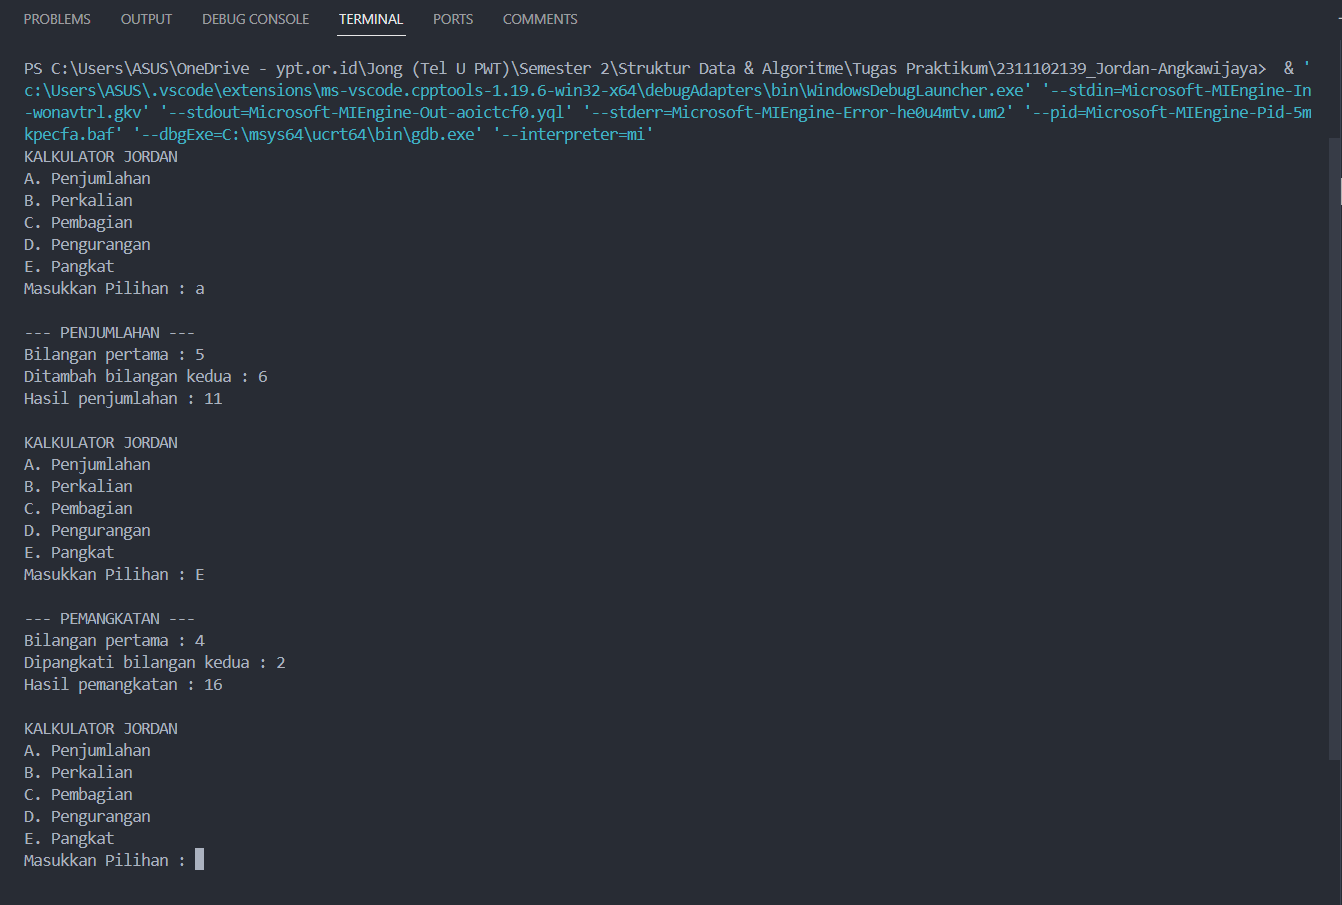 PROBLEMS OUTPUT DEBUG CONSOLE TERMINAL PORTS COMMENTS
PS C:\Users\ASUS\OneDrive - ypt.or.id\Jong (Tel U PWT)\Semester 2\Struktur Data & Algoritme\Tugas Praktikum\2311102139_Jordan-Angkawijaya>  & '
c:\Users\ASUS\.vscode\extensions\ms-vscode.cpptools-1.19.6-win32-x64\debugAdapters\bin\WindowsDebugLauncher.exe' '--stdin=Microsoft-MIEngine-In
-wonavtrl.gkv' '--stdout=Microsoft-MIEngine-Out-aoictcf0.yql' '--stderr=Microsoft-MIEngine-Error-he0u4mtv.um2' '--pid=Microsoft-MIEngine-Pid-5m
kpecfa.baf' '--dbgExe=C:\msys64\ucrt64\bin\gdb.exe' '--interpreter=mi'
KALKULATOR JORDAN
A. Penjumlahan
B. Perkalian
C. Pembagian
D. Pengurangan
E. Pangkat
Masukkan Pilihan : a
--- PENJUMLAHAN ---
Bilangan pertama : 5
Ditambah bilangan kedua : 6
Hasil penjumlahan : 11
KALKULATOR JORDAN
A. Penjumlahan
B. Perkalian
C. Pembagian
D. Pengurangan
E. Pangkat
Masukkan Pilihan : E
--- PEMANGKATAN ---
Bilangan pertama : 4
Dipangkati bilangan kedua : 2
Hasil pemangkatan : 16
KALKULATOR JORDAN
A. Penjumlahan
B. Perkalian
C. Pembagian
D. Pengurangan
E. Pangkat
Masukkan Pilihan :